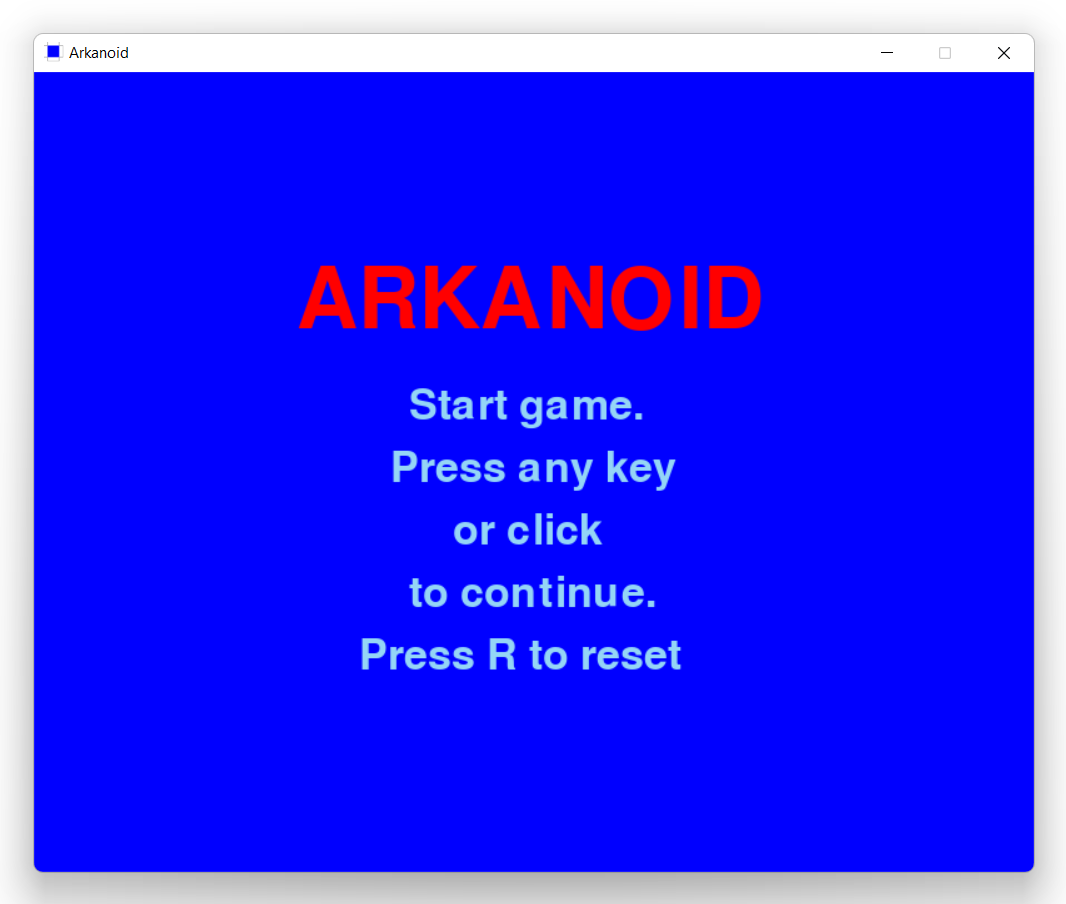 Arkanoid
ARKANOID
Start game.
Press any key
or click
to continue.
Press R to reset